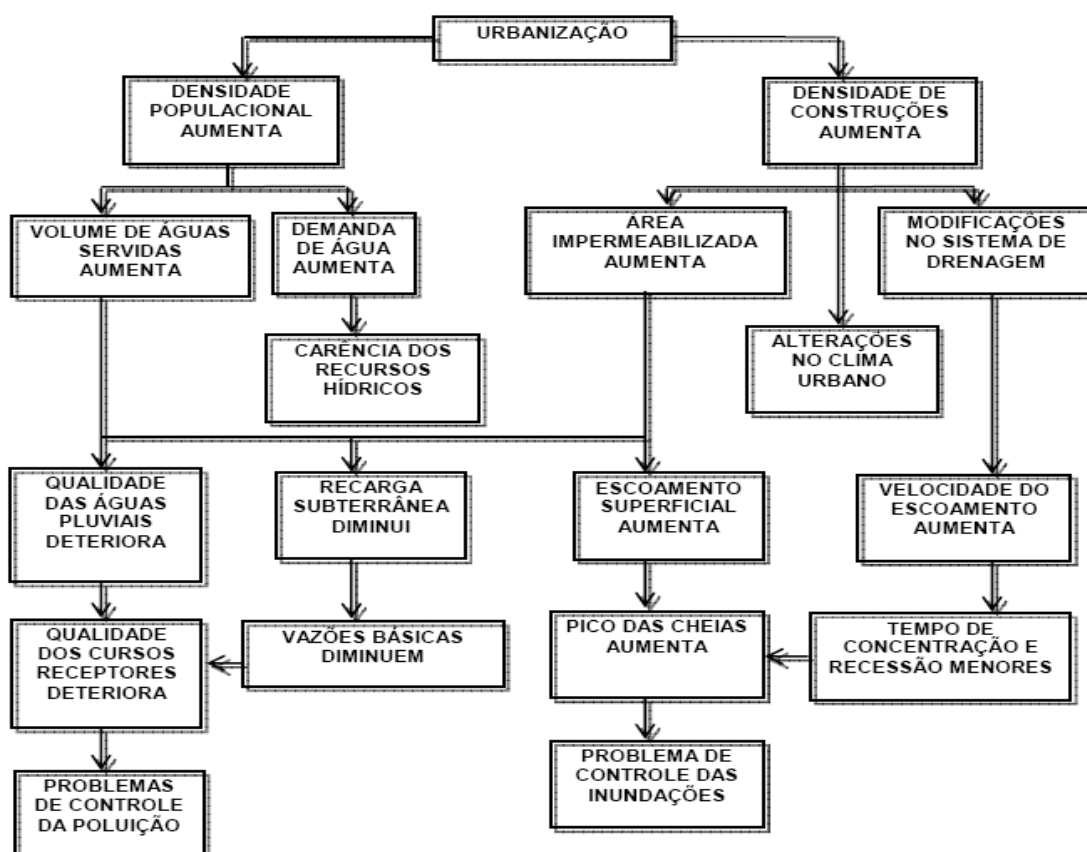 URBANIZAÇÃO
DENSIDADE
POPULACIONAL
AUMENTA
DENSIDADE DE
CONSTRUÇÕES
AUMENTA
VOLUME DE ÁGUAS
SERVIDAS
AUMENTA
DEMANDA
DE ÁGUA
AUMENTA
ÁREA
IMPERMEABILIZADA
AUMENTA
MODIFICAÇÕES
NO SISTEMA DE
DRENAGEM
CARÊNCIA DOS
RECURSOS
HÍDRICOS
ALTERAÇÕES
NO CLIMA
URBANO
QUALIDADE
DAS ÁGUAS
PLUVIAIS
DETERIORA
RECARGA
SUBTERRÂNEA
DIMINUI
ESCOAMENTO
SUPERFICIAL
AUMENTA
VELOCIDADE DO
ESCOAMENTO
AUMENTA
QUALIDADE
DOS CURSOS
RECEPTORES
DETERIORA
VAZÕES BÁSICAS
DIMINUEM
PICO DAS CHEIAS
AUMENTA
TEMPO DE
CONCENTRAÇÃO E
RECESSÃO MENORES
PROBLEMAS
DE CONTROLE
DA POLUIÇÃO
PROBLEMA DE
CONTROLE DAS
INUNDAÇÕES